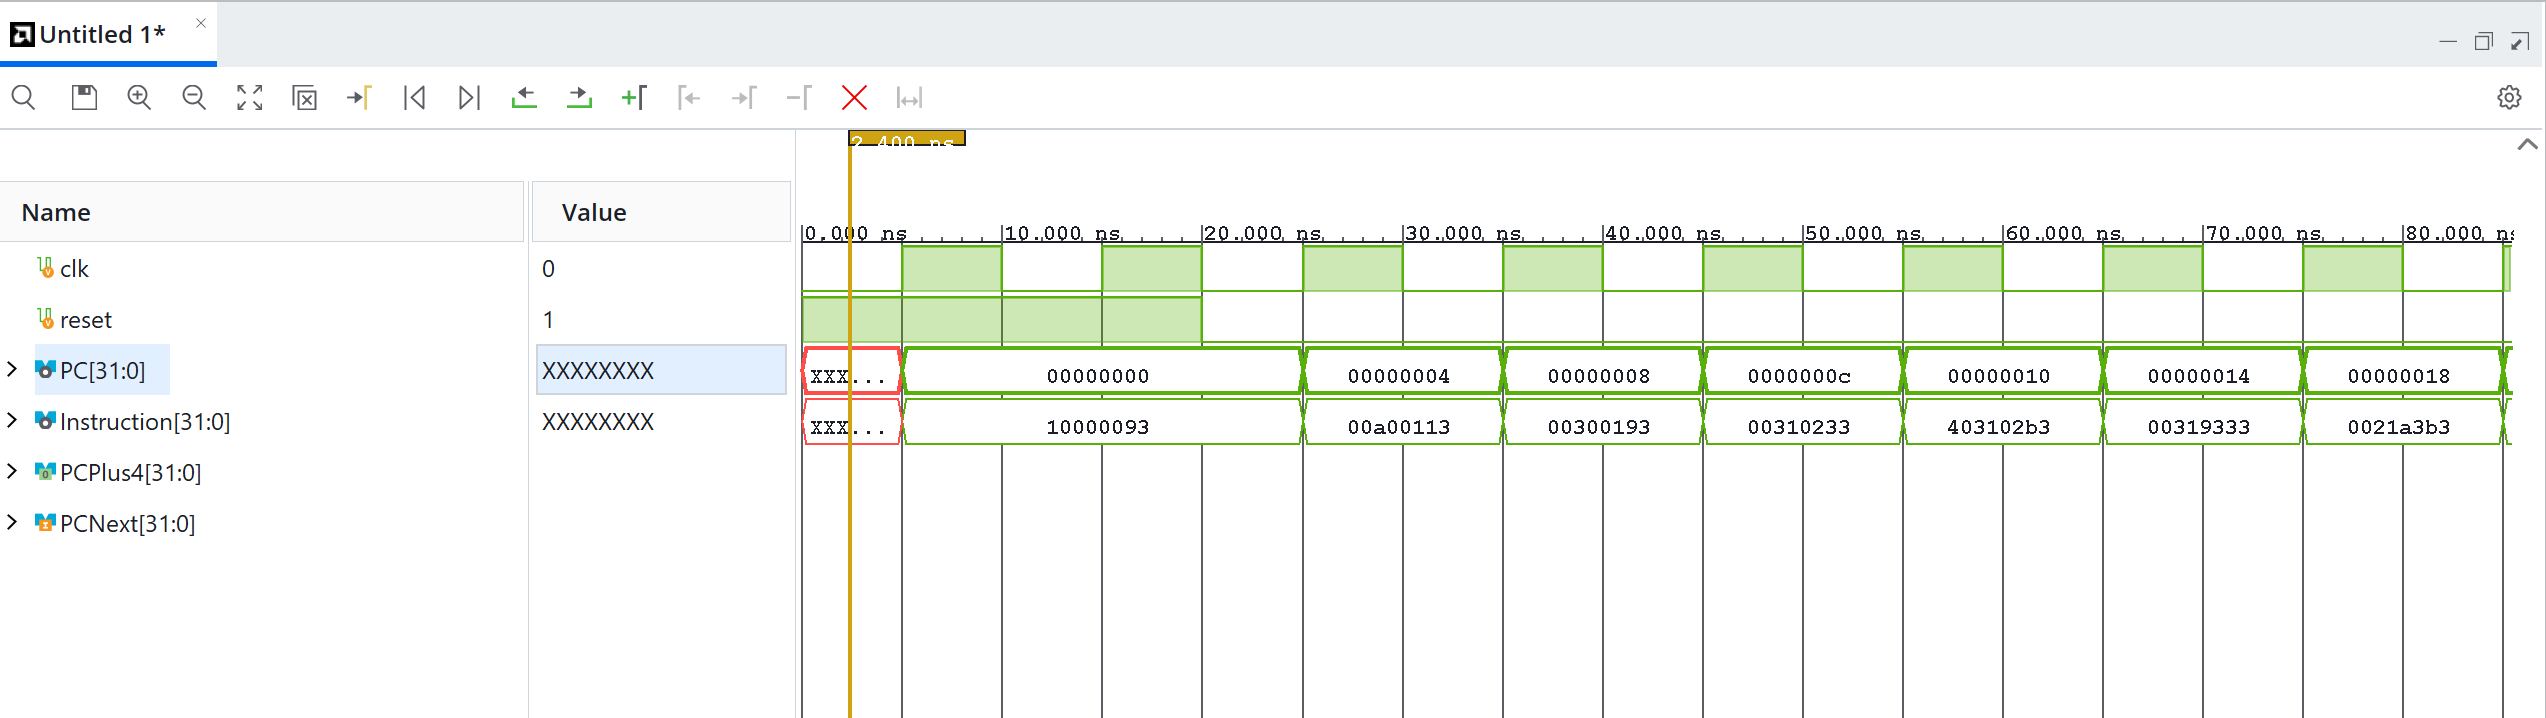 Untitled 1*
2.400 ns
Name Value
0.000 ns 10.000 ns 20.000 ns 30.000 ns 40.000 ns 50.000 ns 60.000 ns 70.000 ns 80.000 ns
clk 0
reset 1
PC[31:0] XXXXXXXX XXX... 00000000 00000004 00000008 0000000c 00000010 00000014 00000018
Instruction[31:0] XXXXXXXX XXX... 10000093 00a00113 00300193 00310233 403102b3 00319333 0021a3b3
PCPlus4[31:0]
PCNext[31:0]